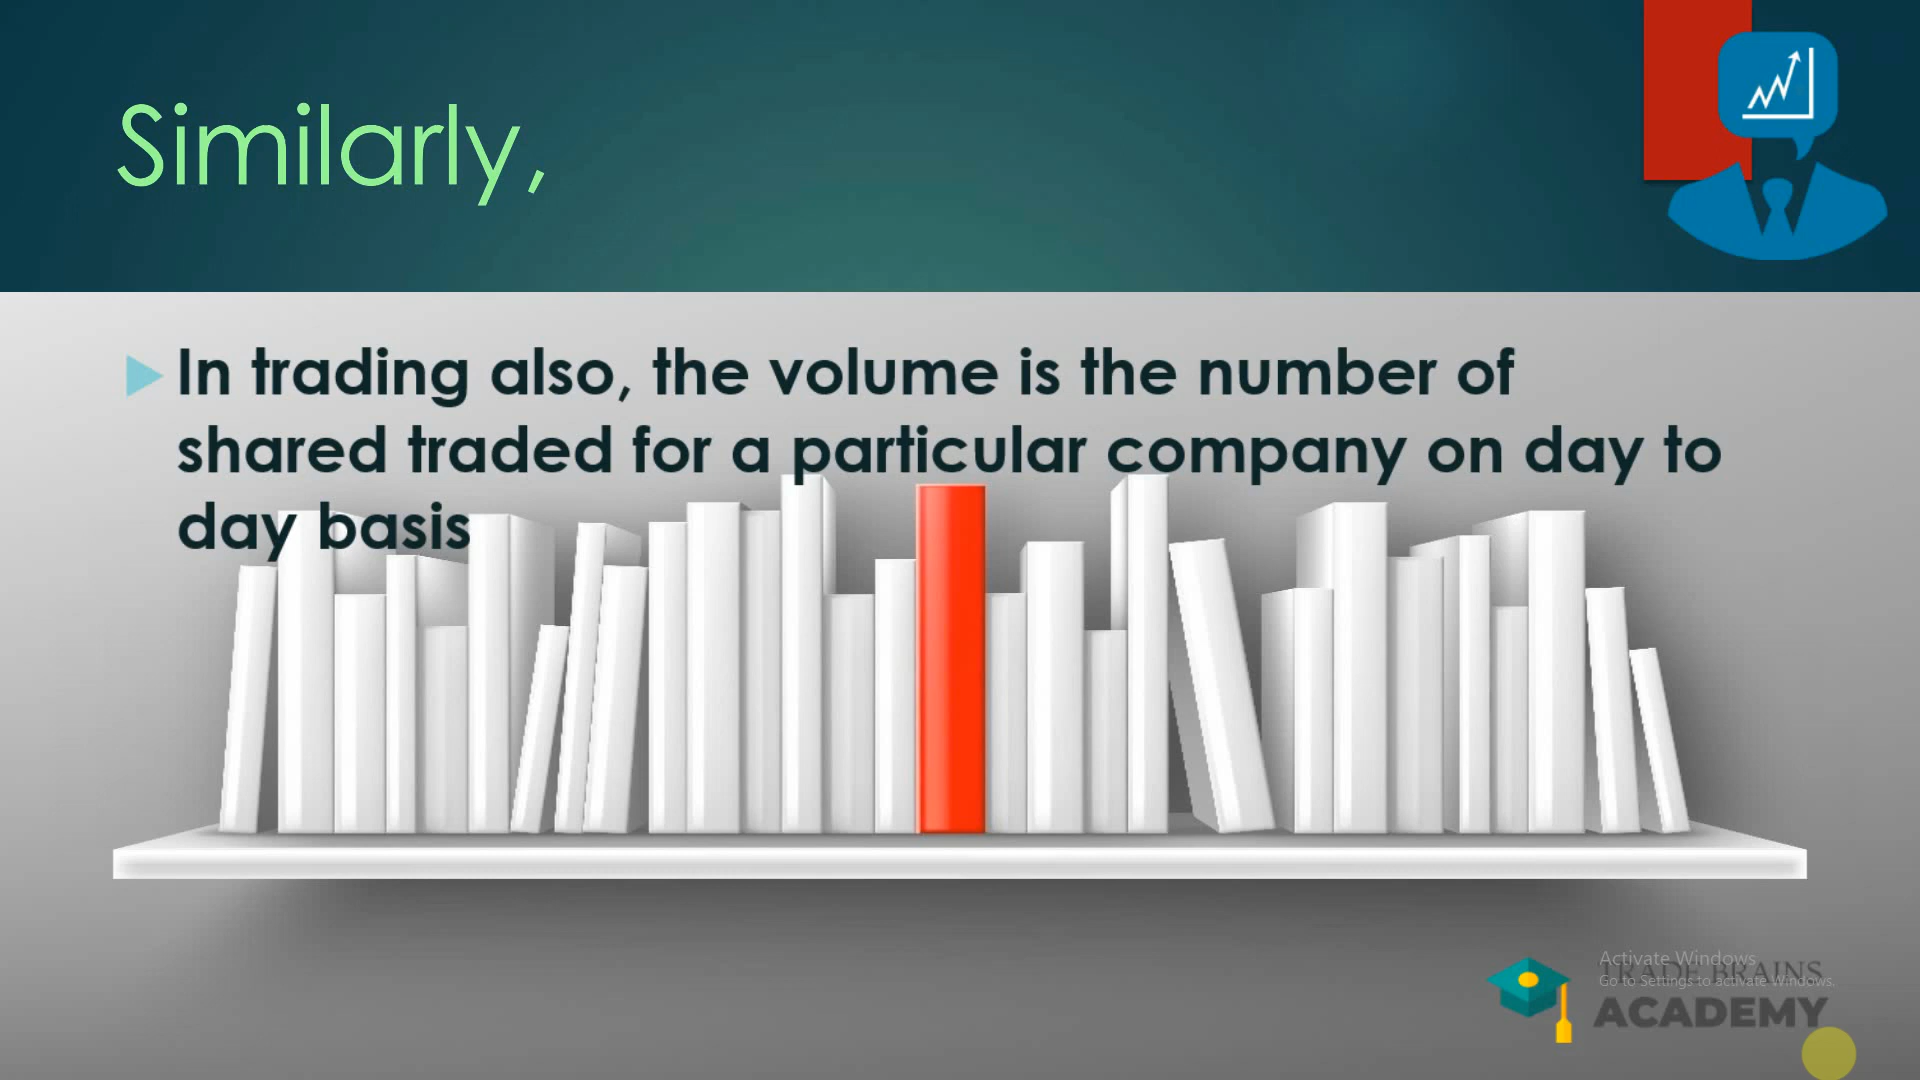 Similarly,
In trading also, the volume is the number of
shared traded for a particular company on day to
day basis
Activate Windows
TRADE BRAINS
Go to Settings to activate Windows.
ACADEMY